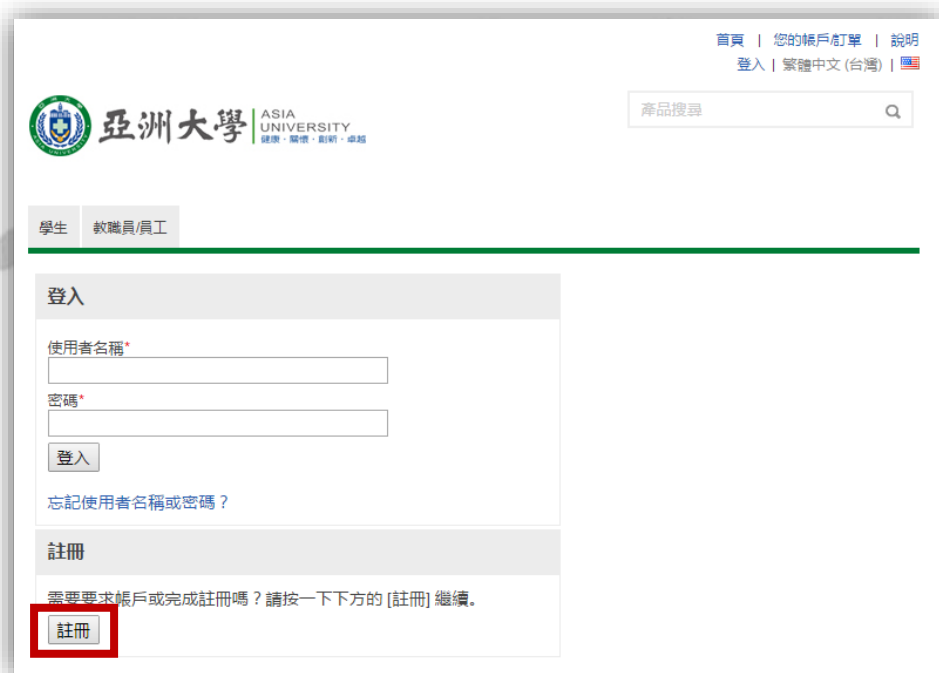 首頁 | 您的帳戶/訂單 | 說明
登入 | 繁體中文 (台灣) |
亞洲大學 ASIA UNIVERSITY
健康・關懷・創新・卓越
產品搜尋
學生 教職員/員工
登入
使用者名稱*
密碼*
登入
忘記使用者名稱或密碼？
註冊
需要要求帳戶或完成註冊嗎？請按一下下方的 [註冊] 繼續。
註冊